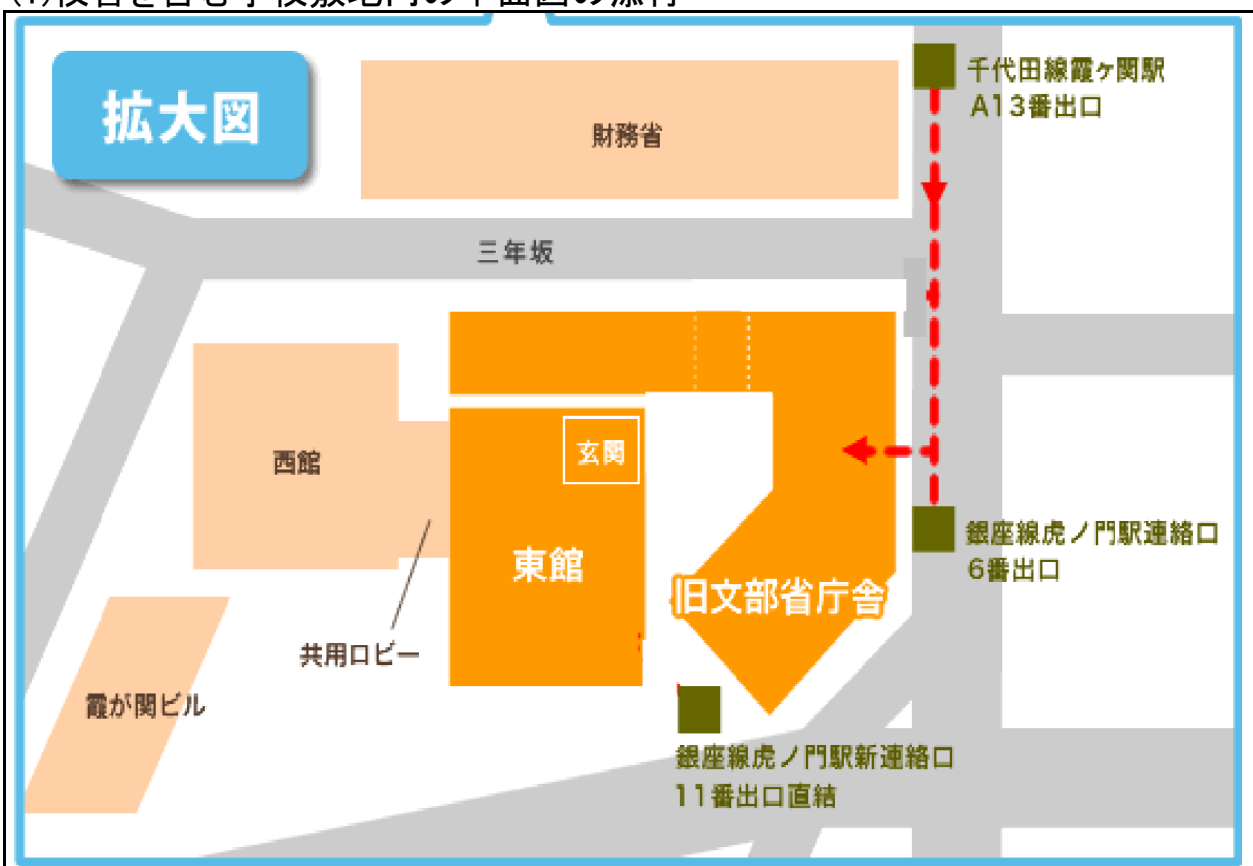 拡大図
千代田線霞ヶ関駅
A13番出口
財務省
三年坂
西館
玄関
東館
銀座線虎ノ門駅連絡口
6番出口
旧文部省庁舎
共用ロビー
霞が関ビル
銀座線虎ノ門駅新連絡口
11番出口直結